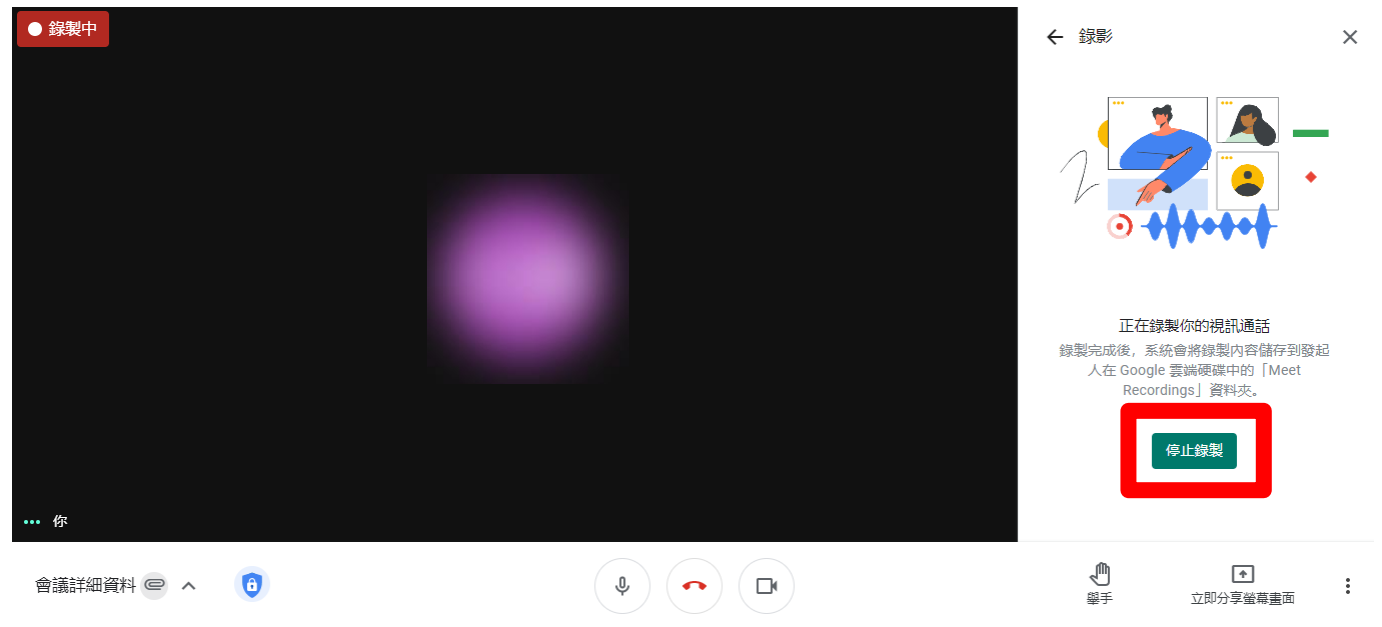 錄製中
你
錄影
正在錄製你的視訊通話
錄製完成後，系統會將錄製內容儲存到發起
人在 Google 雲端硬碟中的「Meet
Recordings」資料夾。
停止錄製
會議詳細資料
舉手
立即分享螢幕畫面